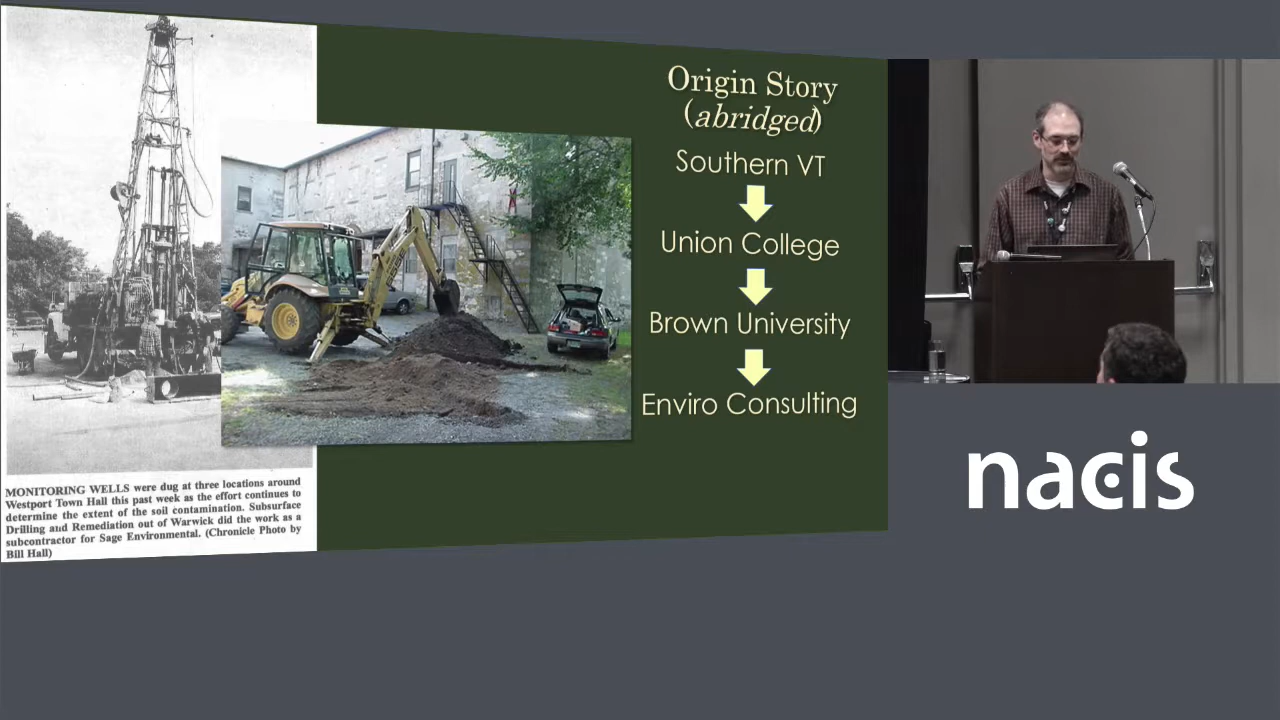 Origin Story
(abridged)
Southern VT
Union College
Brown University
Enviro Consulting
MONITORING WELLS were dug at three locations around
Westport Town Hall this past week as the effort continues to
determine the extent of the soil contamination. Subsurface
Drilling and Remediation out of Warwick did the work as a
subcontractor for Sage Environmental. (Chronicle Photo by
Bill Hall)
nacis